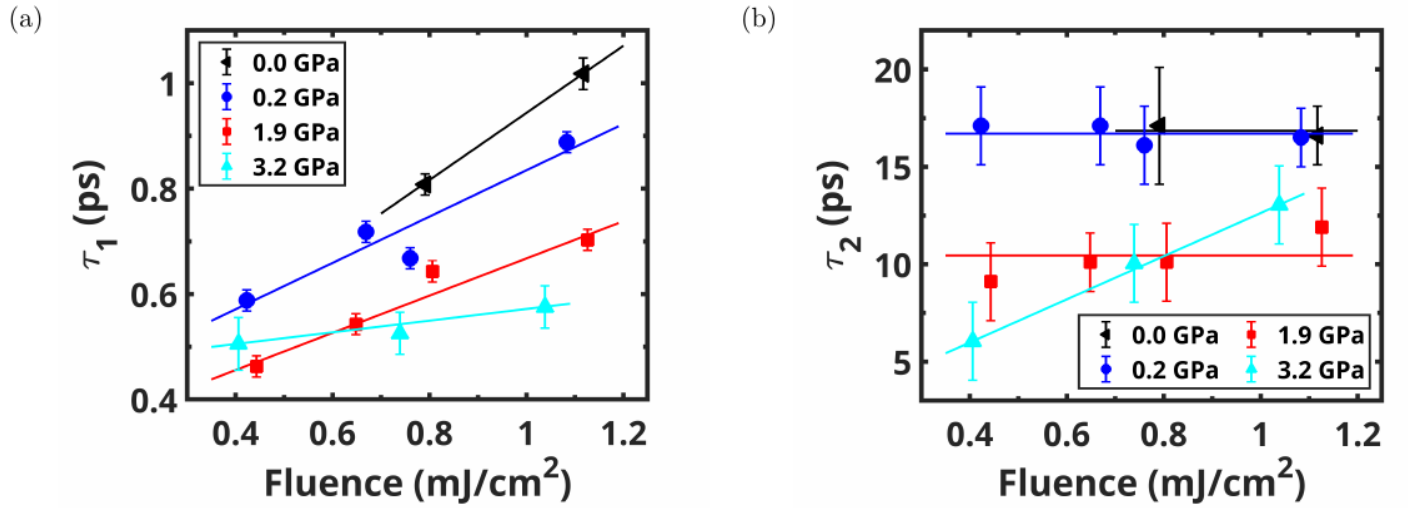 (a)
τ1 (ps)
1
0.8
0.6
0.4
0.0 GPa
0.2 GPa
1.9 GPa
3.2 GPa
0.4 0.6 0.8 1 1.2
Fluence (mJ/cm2)
(b)
τ2 (ps)
20
15
10
5
0.0 GPa 1.9 GPa
0.2 GPa 3.2 GPa
0.4 0.6 0.8 1 1.2
Fluence (mJ/cm2)